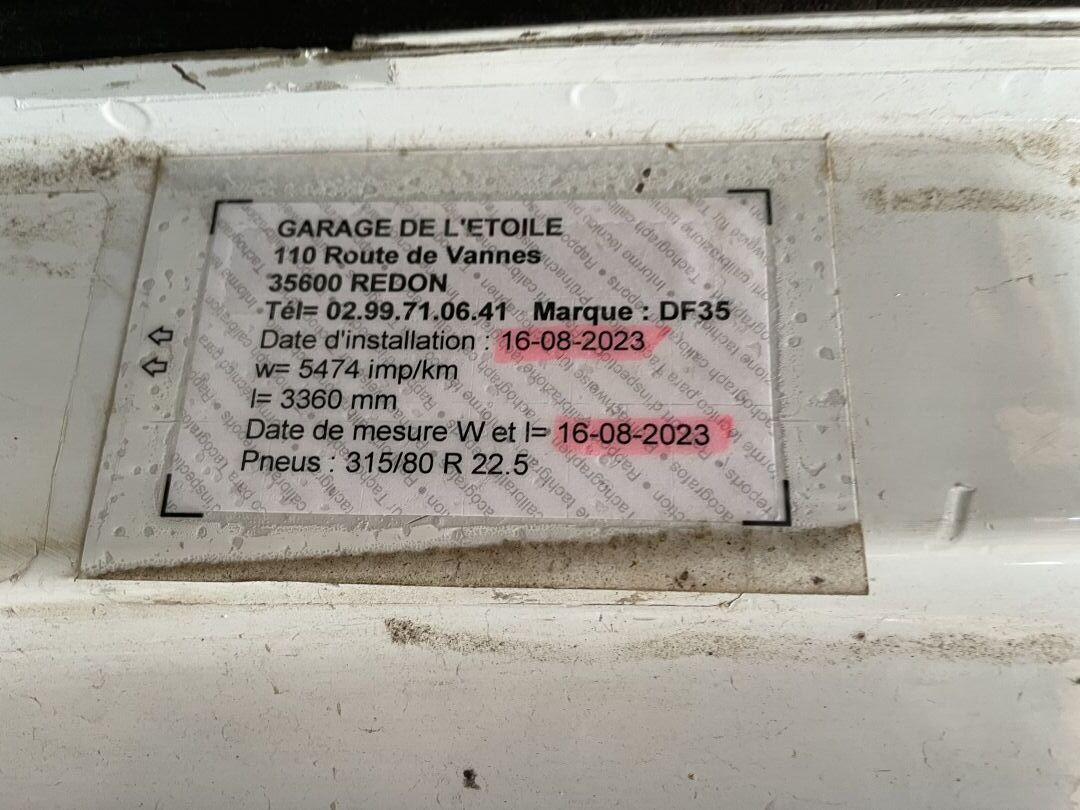 GARAGE DE L'ETOILE
110 Route de Vannes
35600 REDON
Tél= 02.99.71.06.41 Marque : DF35
Date d'installation : 16-08-2023
w= 5474 imp/km
l= 3360 mm
Date de mesure W et l= 16-08-2023
Pneus : 315/80 R 22.5